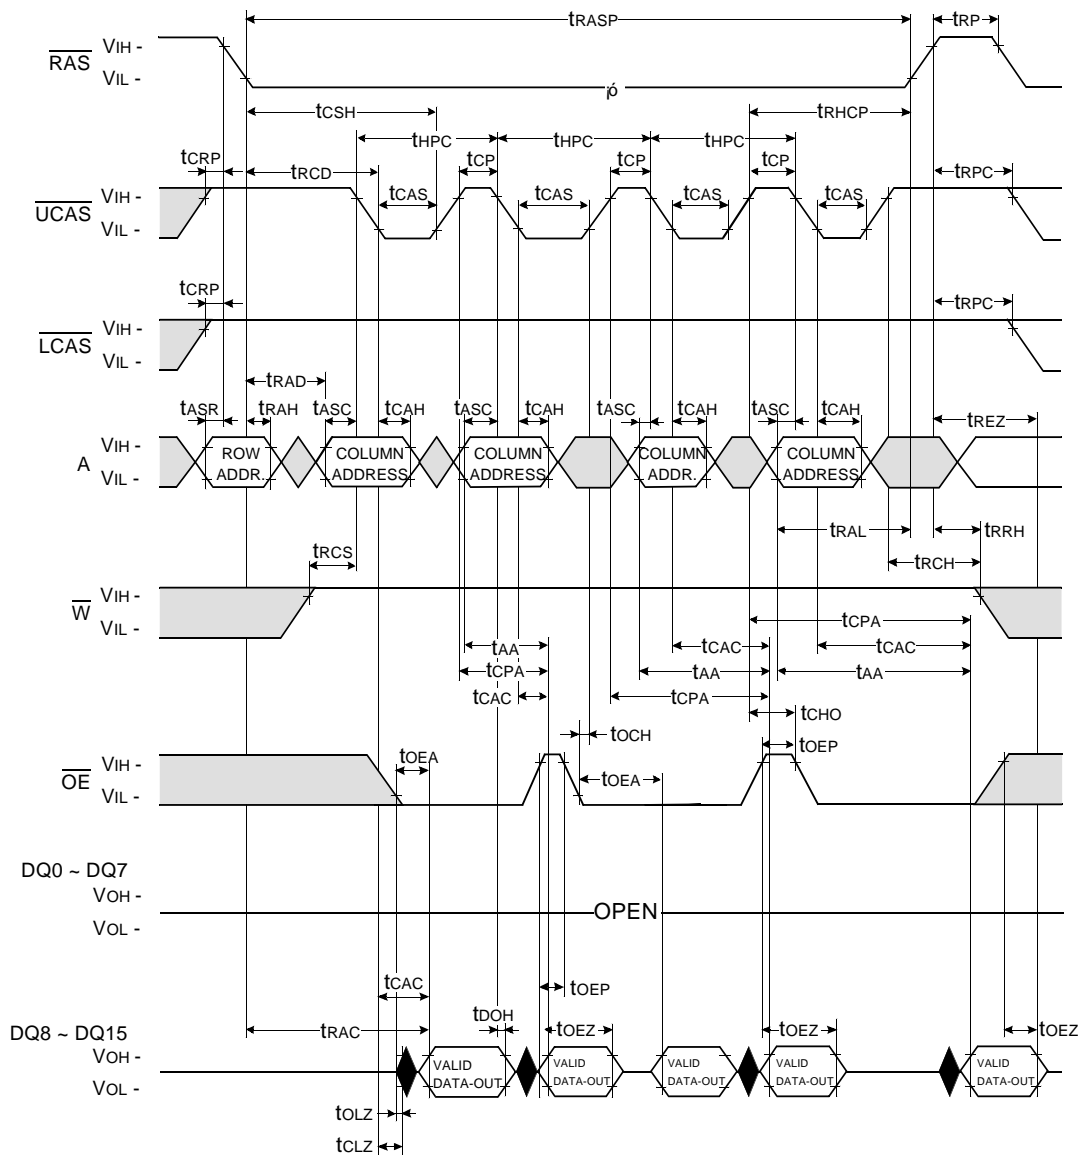 tRASP
tRP
RAS
VIH -
VIL -
ıó
tCSH
tRHCP
tHPC
tHPC
tHPC
tCRP
tRCD
tCP
tCP
tCP
tRPC
UCAS
VIH -
VIL -
tCAS
tCAS
tCAS
tCAS
tCRP
tRPC
LCAS
VIH -
VIL -
tRAD
tASR
tRAH
tASC
tCAH
tASC
tCAH
tASC
tCAH
tASC
tCAH
tREZ
A
VIH -
VIL -
ROW
ADDR.
COLUMN
ADDRESS
COLUMN
ADDRESS
COLUMN
ADDR.
COLUMN
ADDRESS
tRAL
tRRH
tRCS
tRCH
W
VIH -
VIL -
tCPA
tAA
tCAC
tCAC
tCPA
tAA
tAA
tCAC
tCPA
tCHO
tOCH
tOEP
OE
VIH -
VIL -
tOEA
tOEA
DQ0 ~ DQ7
VOH -
VOL -
OPEN
tCAC
tOEP
tDOH
tRAC
tOEZ
tOEZ
tOEZ
DQ8 ~ DQ15
VOH -
VOL -
VALID
DATA-OUT
VALID
DATA-OUT
VALID
DATA-OUT
VALID
DATA-OUT
VALID
DATA-OUT
tOLZ
tCLZ